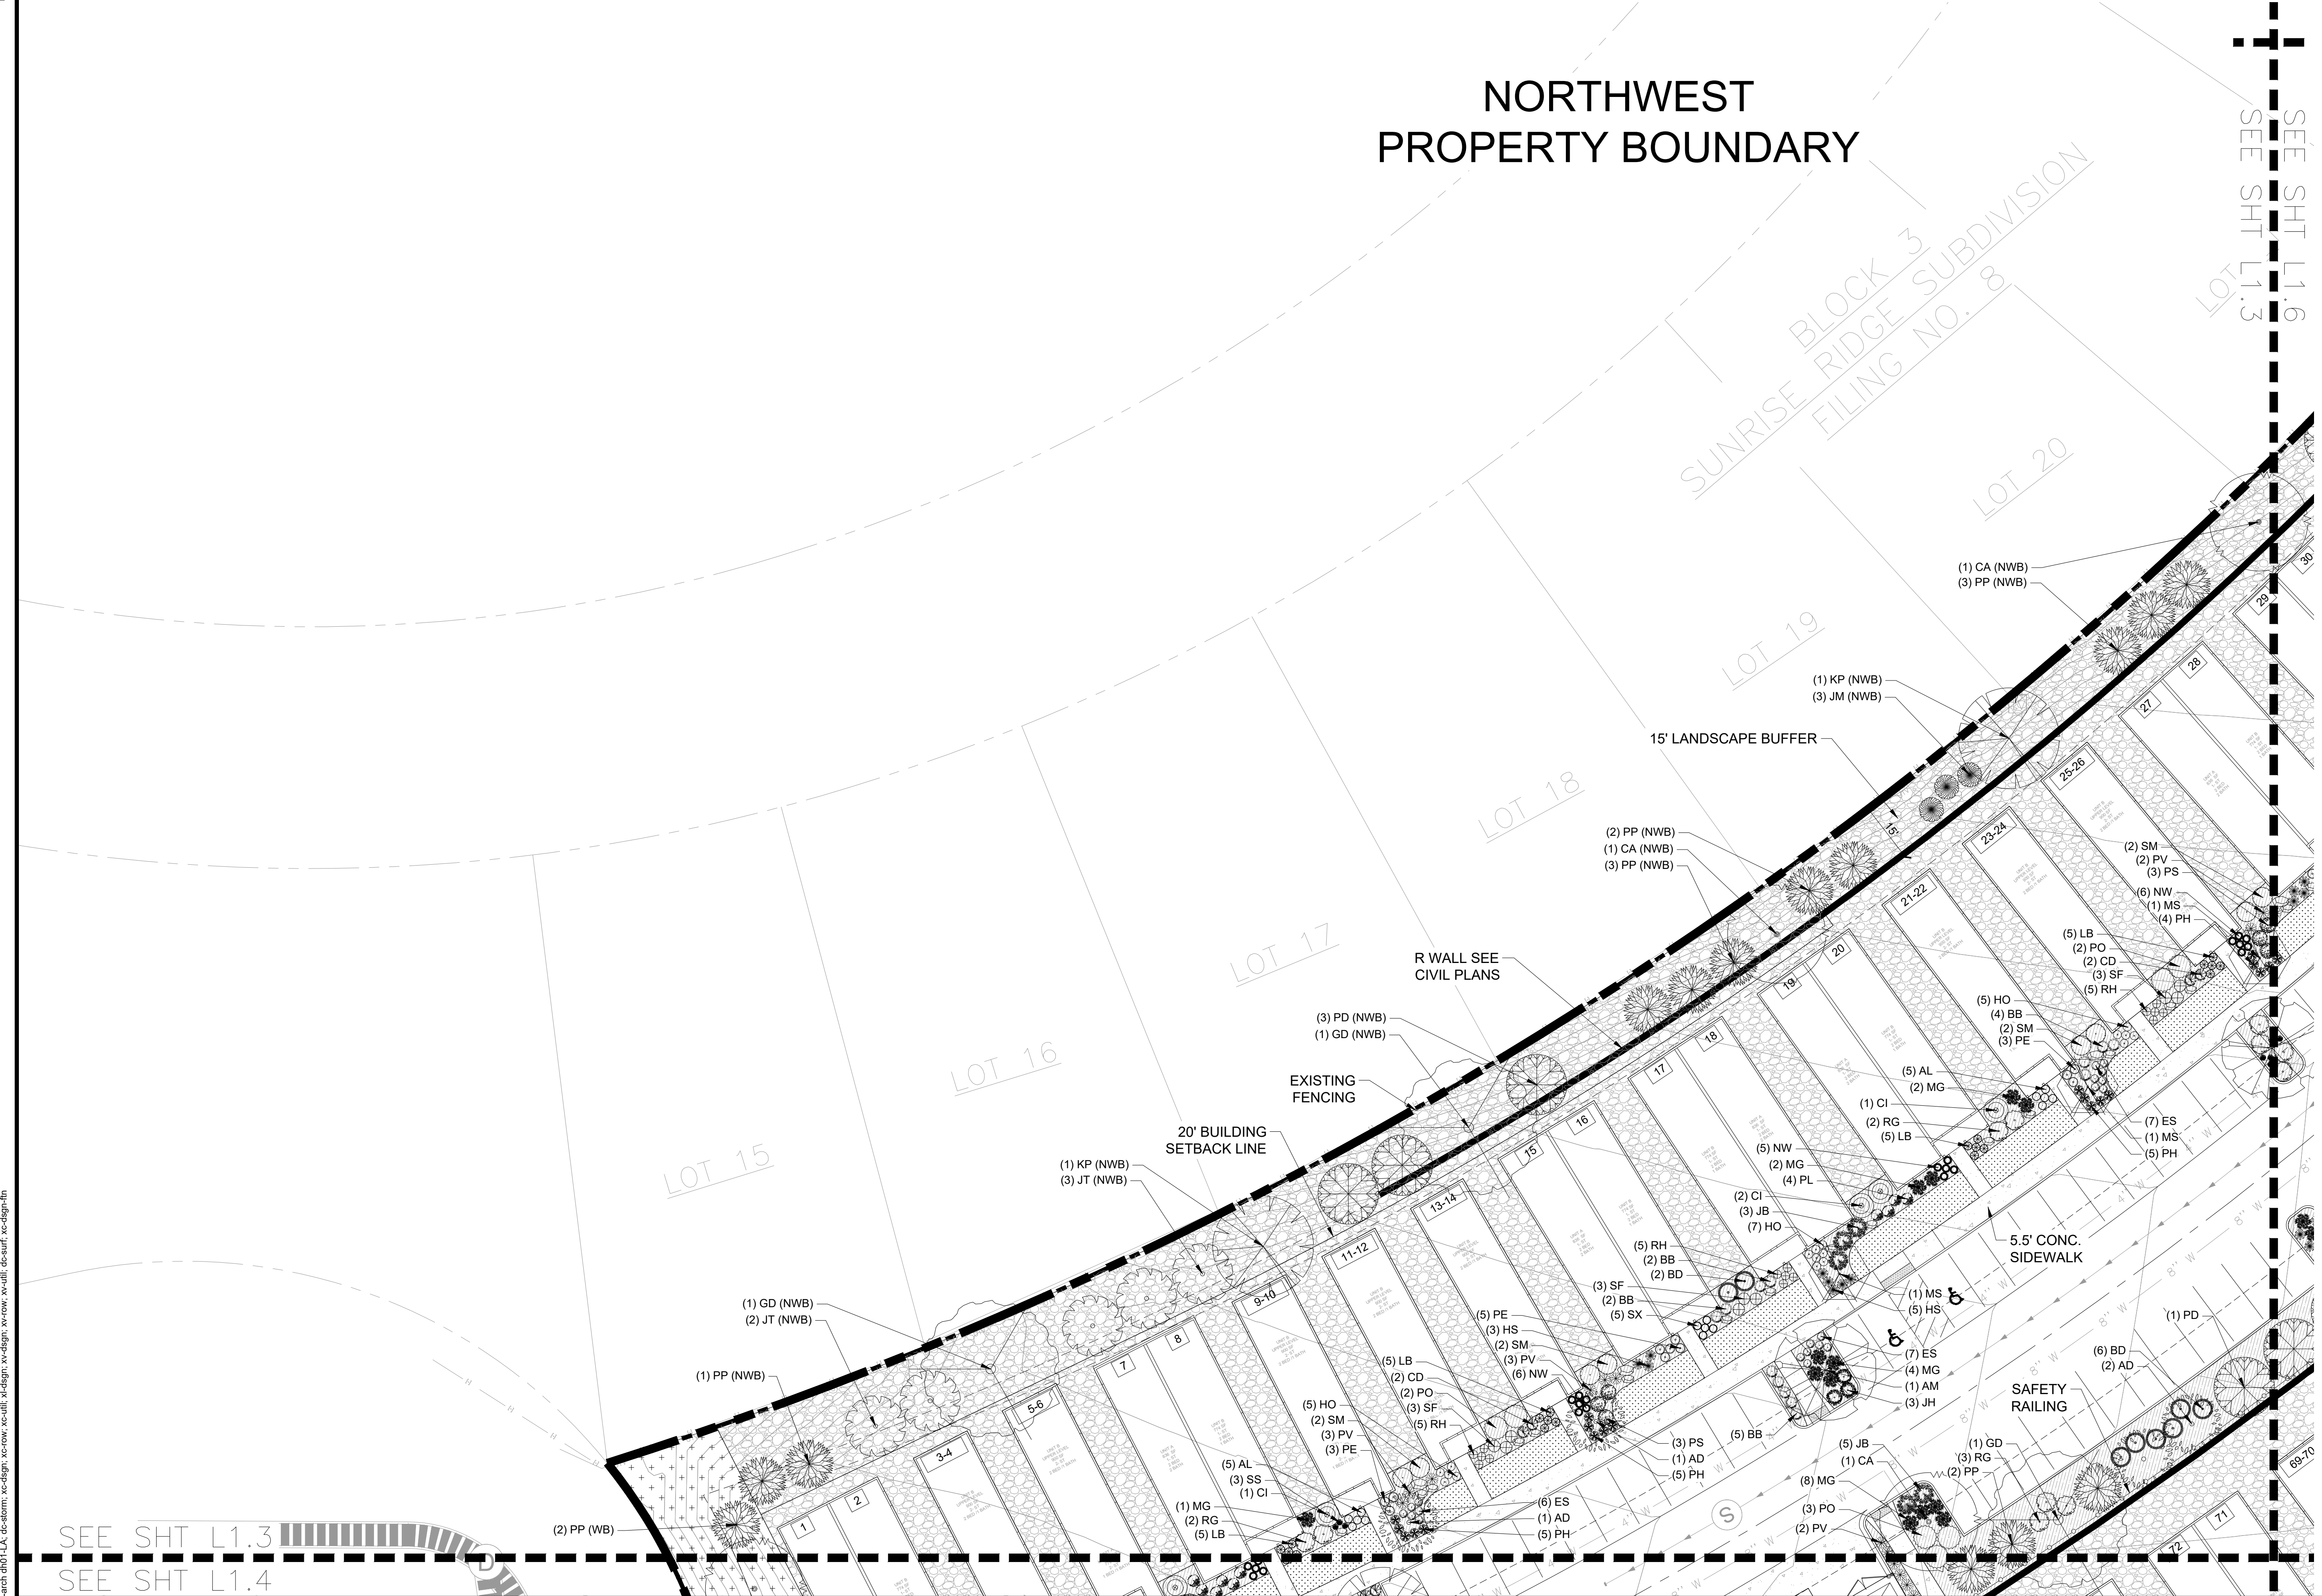 NORTHWEST
PROPERTY BOUNDARY
SEE SHT L1.6
SEE SHT L1.3
BLOCK 3
SUNRISE RIDGE SUBDIVISION
FILING NO. 8
LOT
LOT 20
LOT 19
LOT 18
LOT 17
LOT 16
LOT 15
(1) CA (NWB)
(3) PP (NWB)
(1) KP (NWB)
(3) JM (NWB)
15' LANDSCAPE BUFFER
15'
(2) PP (NWB)
(1) CA (NWB)
(3) PP (NWB)
R WALL SEE
CIVIL PLANS
(3) PD (NWB)
(1) GD (NWB)
EXISTING
FENCING
20' BUILDING
SETBACK LINE
(1) KP (NWB)
(3) JT (NWB)
(1) GD (NWB)
(2) JT (NWB)
(1) PP (NWB)
(2) PP (WB)
30
29
28
27
25-26
23-24
21-22
20
19
18
17
16
15
13-14
11-12
9-10
8
7
5-6
3-4
2
1
(2) SM
(2) PV
(3) PS
(6) NW
(1) MS
(4) PH
(5) LB
(2) PO
(2) CD
(3) SF
(5) RH
(5) HO
(4) BB
(2) SM
(3) PE
(5) AL
(2) MG
(1) CI
(2) RG
(5) LB
(7) ES
(1) MS
(5) PH
(5) NW
(2) MG
(4) PL
(2) CI
(3) JB
(7) HO
5.5' CONC.
SIDEWALK
(5) RH
(2) BB
(2) BD
(3) SF
(2) BB
(5) SX
(1) MS
(5) HS
(5) PE
(3) HS
(2) SM
(3) PV
(6) NW
(7) ES
(4) MG
(1) AM
(3) JH
(5) BB
(5) LB
(2) CD
(2) PO
(3) SF
(5) RH
(3) PS
(1) AD
(5) PH
(5) HO
(2) SM
(3) PV
(3) PE
(5) AL
(3) SS
(1) CI
(1) MG
(2) RG
(5) LB
(6) ES
(1) AD
(5) PH
(1) PD
(6) BD
(2) AD
SAFETY
RAILING
(1) GD
(3) RG
(2) PP
(5) JB
(1) CA
(8) MG
(3) PO
(2) PV
69-70
71
72
8" W
8" W
8" W
8" W
4" W
4" W
S
D
H
H
SEE SHT L1.3
SEE SHT L1.4